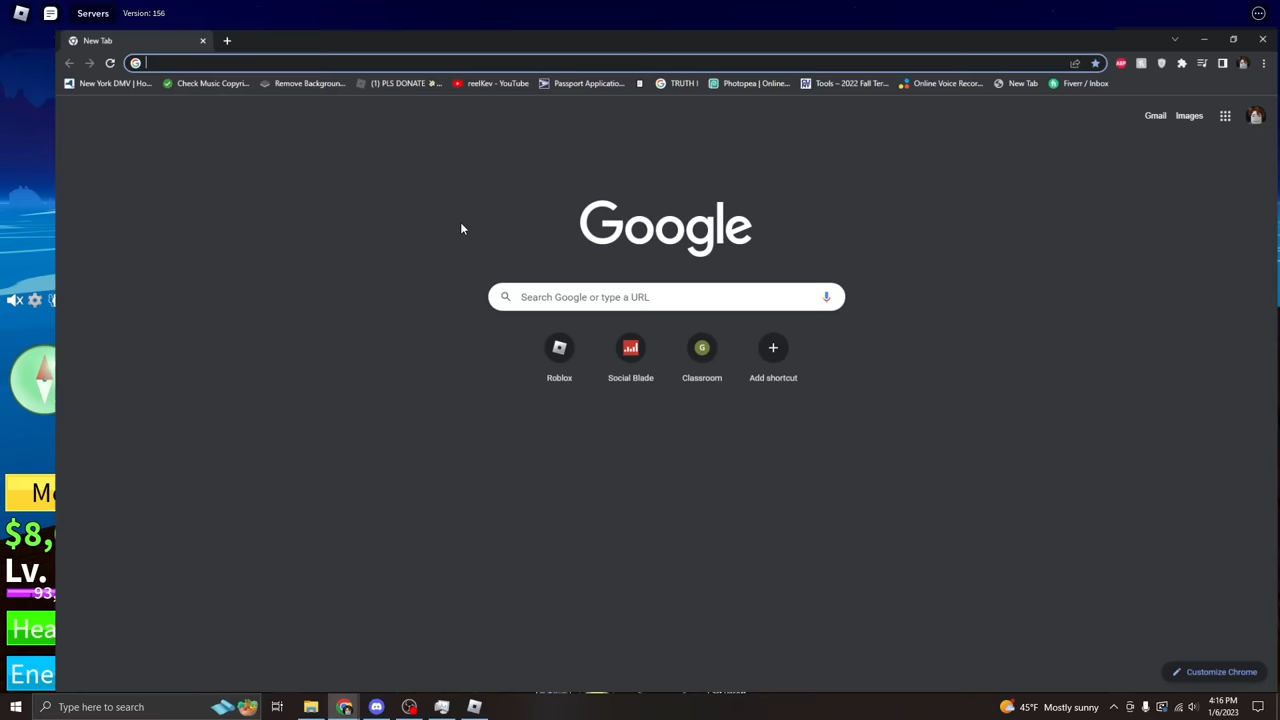 Servers Version: 156
New Tab
New York DMV | Ho... Check Music Copyri... Remove Backgroun... (1) PLS DONATE ... reelKev - YouTube Passport Applicatio... TRUTH ! Photopea | Online... Tools – 2022 Fall Ter... Online Voice Recor... New Tab Fiverr / Inbox
Gmail Images
Google
Search Google or type a URL
Roblox Social Blade Classroom Add shortcut
$8,
Lv.
93,
Hea
Ene
Customize Chrome
Type here to search
45°F Mostly sunny
4:16 PM
1/6/2023